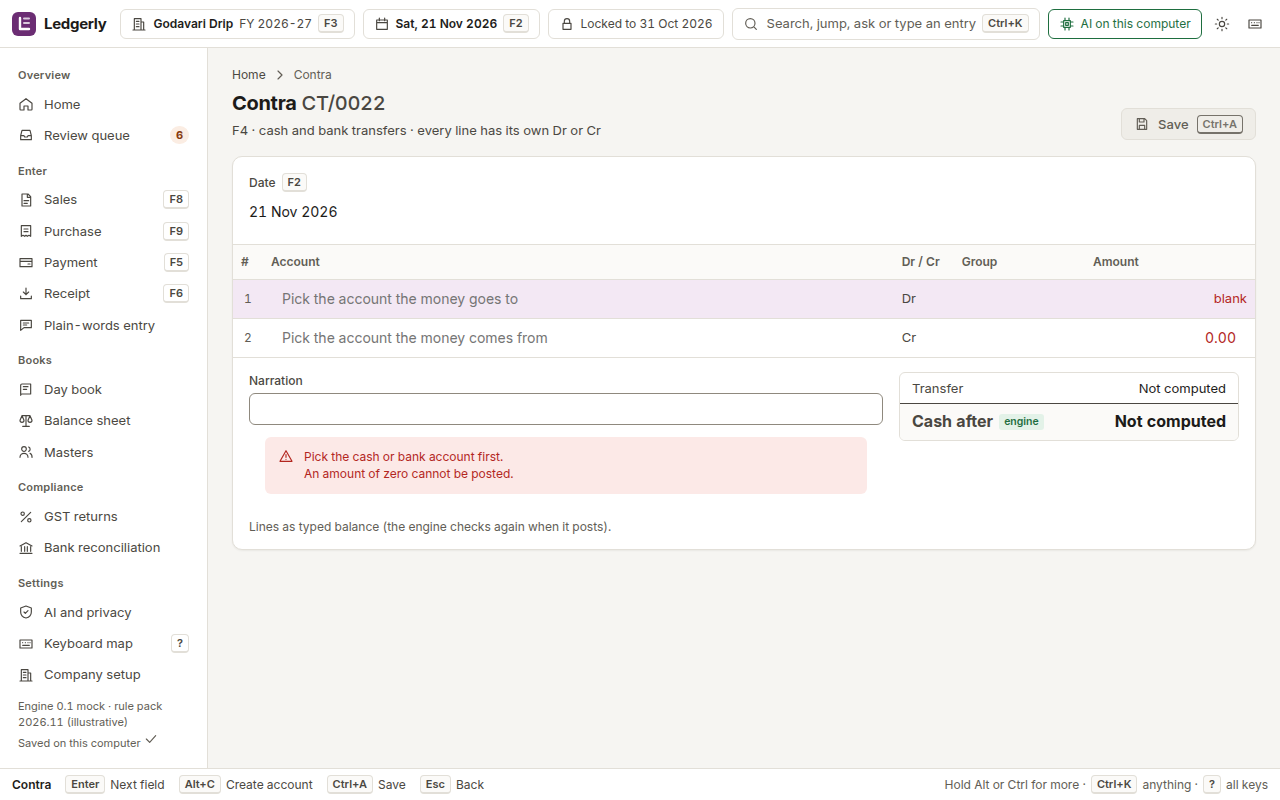 Ledgerly
Godavari Drip FY 2026-27 F3
Sat, 21 Nov 2026 F2
Locked to 31 Oct 2026
Search, jump, ask or type an entry Ctrl+K
AI on this computer
Overview
Home
Review queue 6
Enter
Sales F8
Purchase F9
Payment F5
Receipt F6
Plain-words entry
Books
Day book
Balance sheet
Masters
Compliance
GST returns
Bank reconciliation
Settings
AI and privacy
Keyboard map ?
Company setup
Engine 0.1 mock · rule pack
2026.11 (illustrative)
Saved on this computer
Home Contra
Contra CT/0022
F4 · cash and bank transfers · every line has its own Dr or Cr
Save Ctrl+A
Date F2
21 Nov 2026
# Account Dr / Cr Group Amount
1 Pick the account the money goes to Dr blank
2 Pick the account the money comes from Cr 0.00
Narration
Transfer Not computed
Cash after engine Not computed
Pick the cash or bank account first.
An amount of zero cannot be posted.
Lines as typed balance (the engine checks again when it posts).
Contra Enter Next field Alt+C Create account Ctrl+A Save Esc Back
Hold Alt or Ctrl for more · Ctrl+K anything · ? all keys